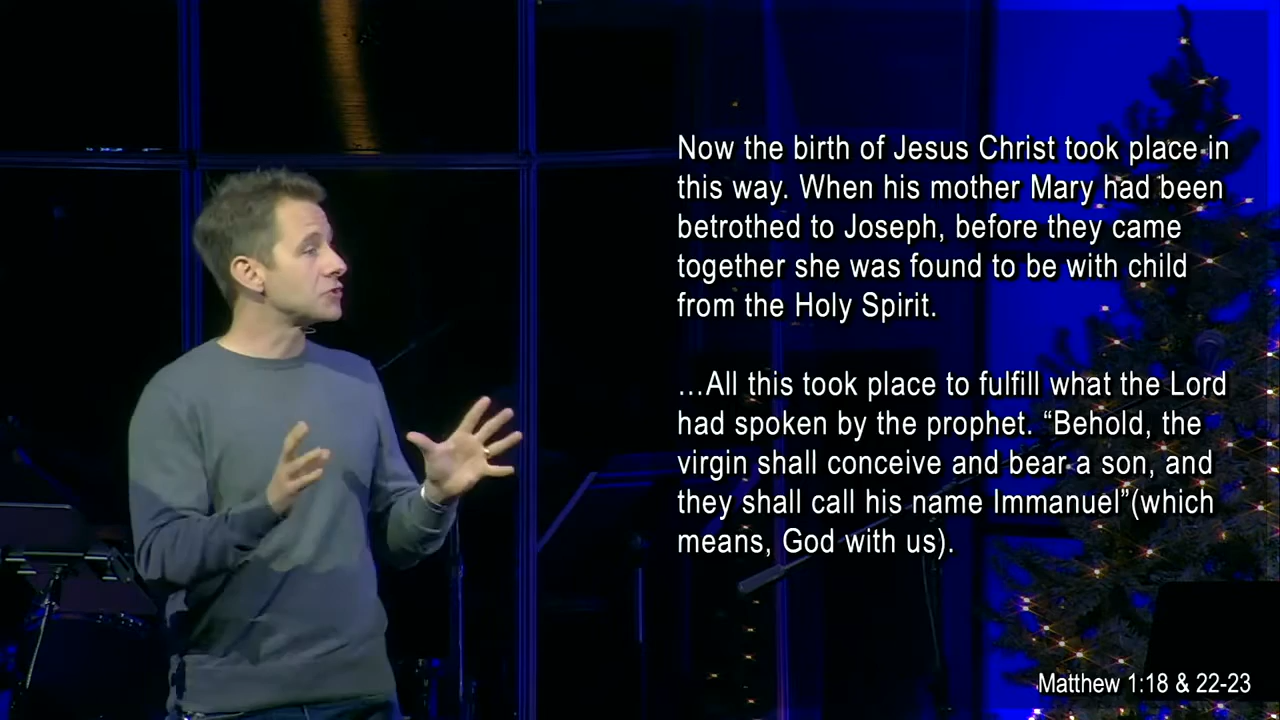 Now the birth of Jesus Christ took place in
this way. When his mother Mary had been
betrothed to Joseph, before they came
together she was found to be with child
from the Holy Spirit.
…All this took place to fulfill what the Lord
had spoken by the prophet. “Behold, the
virgin shall conceive and bear a son, and
they shall call his name Immanuel”(which
means, God with us).
Matthew 1:18 & 22-23